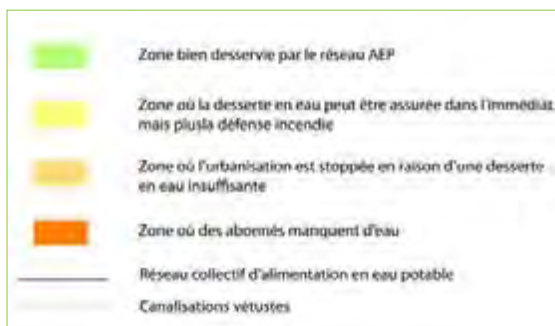 Zone bien desservie par le réseau AEP
Zone où la desserte en eau peut être assurée dans l'immédiat,
mais plusla défense incendie
Zone où l'urbanisation est stoppée en raison d'une desserte
en eau insuffisante
Zone où des abonnés manquent d'eau
Réseau collectif d'alimentation en eau potable
Canalisations vétustes